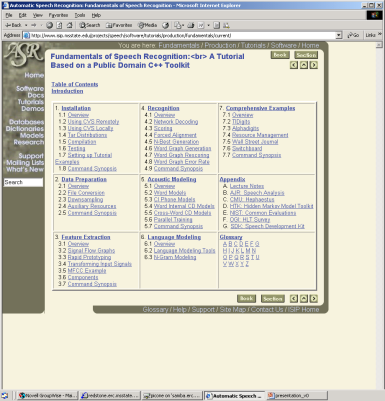 Automatic Speech Recognition: Fundamentals of Speech Recognition - Microsoft Internet Explorer
File Edit View Favorites Tools Help
Back Search Favorites Media
Address http://www.isip.msstate.edu/projects/speech/software/tutorials/production/fundamentals/current/ Go Links
You are here: Fundamentals / Production / Tutorials / Software / Home
ASR
Home
Software
Docs
Tutorials
Demos
Databases
Dictionaries
Models
Research
Support
Mailing Lists
What's New
Search
Fundamentals of Speech Recognition:<br> A Tutorial
Based on a Public Domain C++ Toolkit
Book Section
Table of Contents
Introduction
1. Installation
1.1 Overview
1.2 Using CVS Remotely
1.3 Using CVS Locally
1.4 Tar Distributions
1.5 Compilation
1.6 Testing
1.7 Setting up Tutorial
Examples
1.8 Command Synopsis
4. Recognition
4.1 Overview
4.2 Network Decoding
4.3 Scoring
4.4 Forced Alignment
4.5 N-Best Generation
4.6 Word Graph Generation
4.7 Word Graph Rescoring
4.8 Word Graph Error Rate
4.9 Command Synopsis
7. Comprehensive Examples
7.1 Overview
7.2 TIDigits
7.3 Alphadigits
7.4 Resource Management
7.5 Wall Street Journal
7.6 Switchboard
7.7 Command Synopsis
2. Data Preparation
2.1 Overview
2.2 File Conversion
2.3 Downsampling
2.4 Auxiliary Resources
2.5 Command Synopsis
5. Acoustic Modeling
5.1 Overview
5.2 Word Models
5.3 CI Phone Models
5.4 Word Internal CD Models
5.5 Cross-Word CD Models
5.6 Parallel Training
5.7 Command Synopsis
Appendix
A. Lecture Notes
B. AJR: Speech Analysis
C. CMU: Hephaestus
D. HTK: Hidden Markov Model Toolkit
E. NIST: Common Evaluations
F. OGI: HLT Survey
G. SDK: Speech Development Kit
3. Feature Extraction
3.1 Overview
3.2 Signal Flow Graphs
3.3 Rapid Prototyping
3.4 Transforming Input Signals
3.5 MFCC Example
3.6 Components
3.7 Command Synopsis
6. Language Modeling
6.1 Overview
6.2 Language Modeling Tools
6.3 N-Gram Modeling
Glossary
A B C D E F G
H I J K L M N
O P Q R S T U
V W X Y Z
Book Section
Glossary / Help / Support / Site Map / Contact Us / ISIP Home
Novell GroupWise - Mai... redstone.erc.msstate... Automatic Speech ... presentation_v0